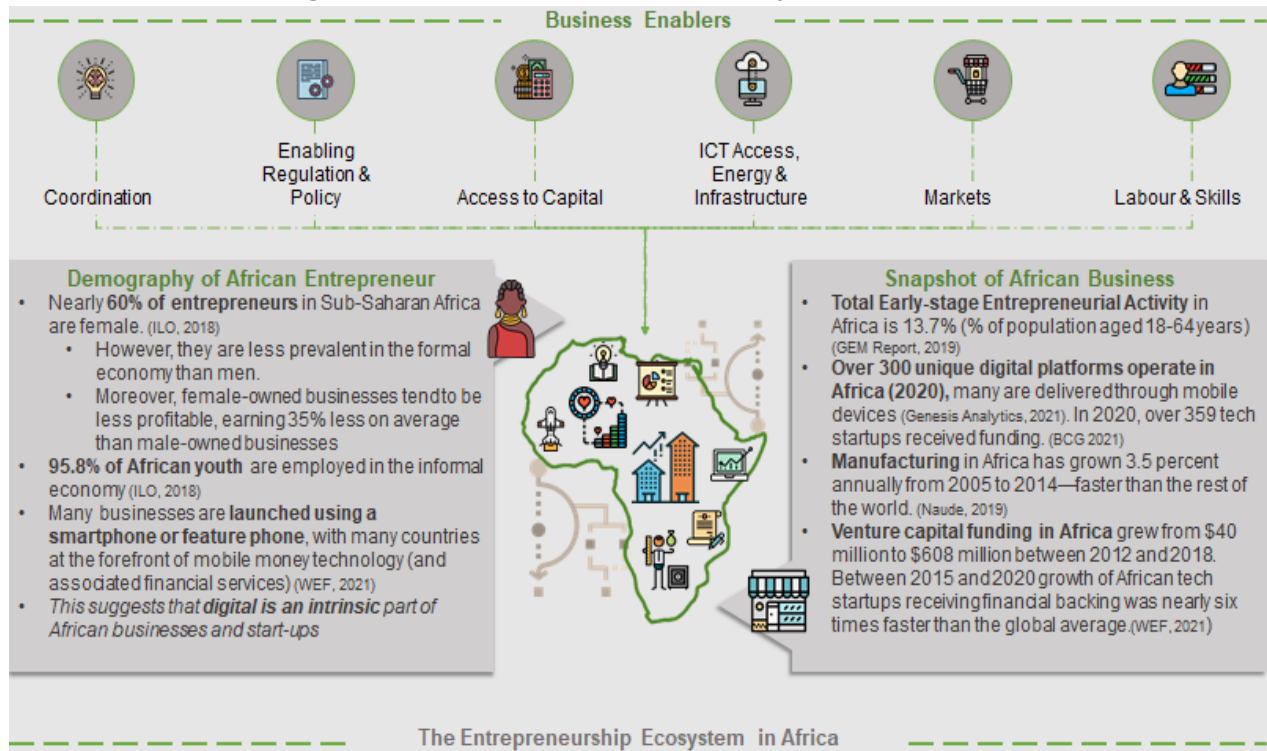 Business Enablers
Coordination
Enabling
Regulation &
Policy
Access to Capital
ICT Access,
Energy &
Infrastructure
Markets
Labour & Skills
Demography of African Entrepreneur
• Nearly 60% of entrepreneurs in Sub-Saharan Africa
are female. (ILO, 2018)
• However, they are less prevalent in the formal
economy than men.
• Moreover, female-owned businesses tend to be
less profitable, earning 35% less on average
than male-owned businesses
• 95.8% of African youth are employed in the informal
economy (ILO, 2018)
• Many businesses are launched using a
smartphone or feature phone, with many countries
at the forefront of mobile money technology (and
associated financial services) (WEF, 2021)
• This suggests that digital is an intrinsic part of
African businesses and start-ups
Snapshot of African Business
• Total Early-stage Entrepreneurial Activity in
Africa is 13.7% (% of population aged 18-64 years)
(GEM Report, 2019)
• Over 300 unique digital platforms operate in
Africa (2020), many are delivered through mobile
devices (Genesis Analytics, 2021). In 2020, over 359 tech
startups received funding. (BCG 2021)
• Manufacturing in Africa has grown 3.5 percent
annually from 2005 to 2014—faster than the rest of
the world. (Naude, 2019)
• Venture capital funding in Africa grew from $40
million to $608 million between 2012 and 2018.
Between 2015 and 2020 growth of African tech
startups receiving financial backing was nearly six
times faster than the global average.(WEF, 2021)
The Entrepreneurship Ecosystem in Africa